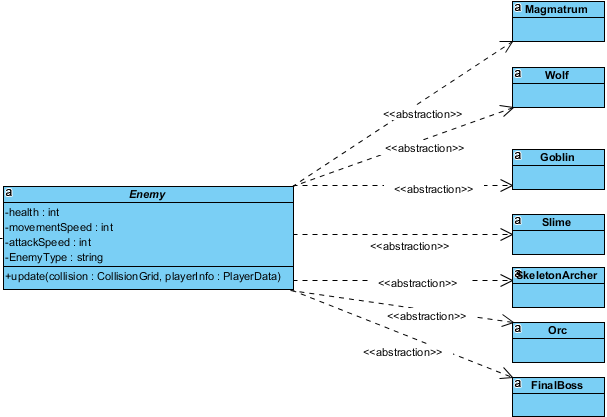 a
Magmatrum
a
Wolf
<<abstraction>>
<<abstraction>>
a
Goblin
<<abstraction>>
a
Enemy
-health : int
-movementSpeed : int
-attackSpeed : int
-EnemyType : string
+update(collision : CollisionGrid, playerInfo : PlayerData)
a
Slime
<<abstraction>>
a
SkeletonArcher
<<abstraction>>
<<abstraction>>
a
Orc
<<abstraction>>
a
FinalBoss